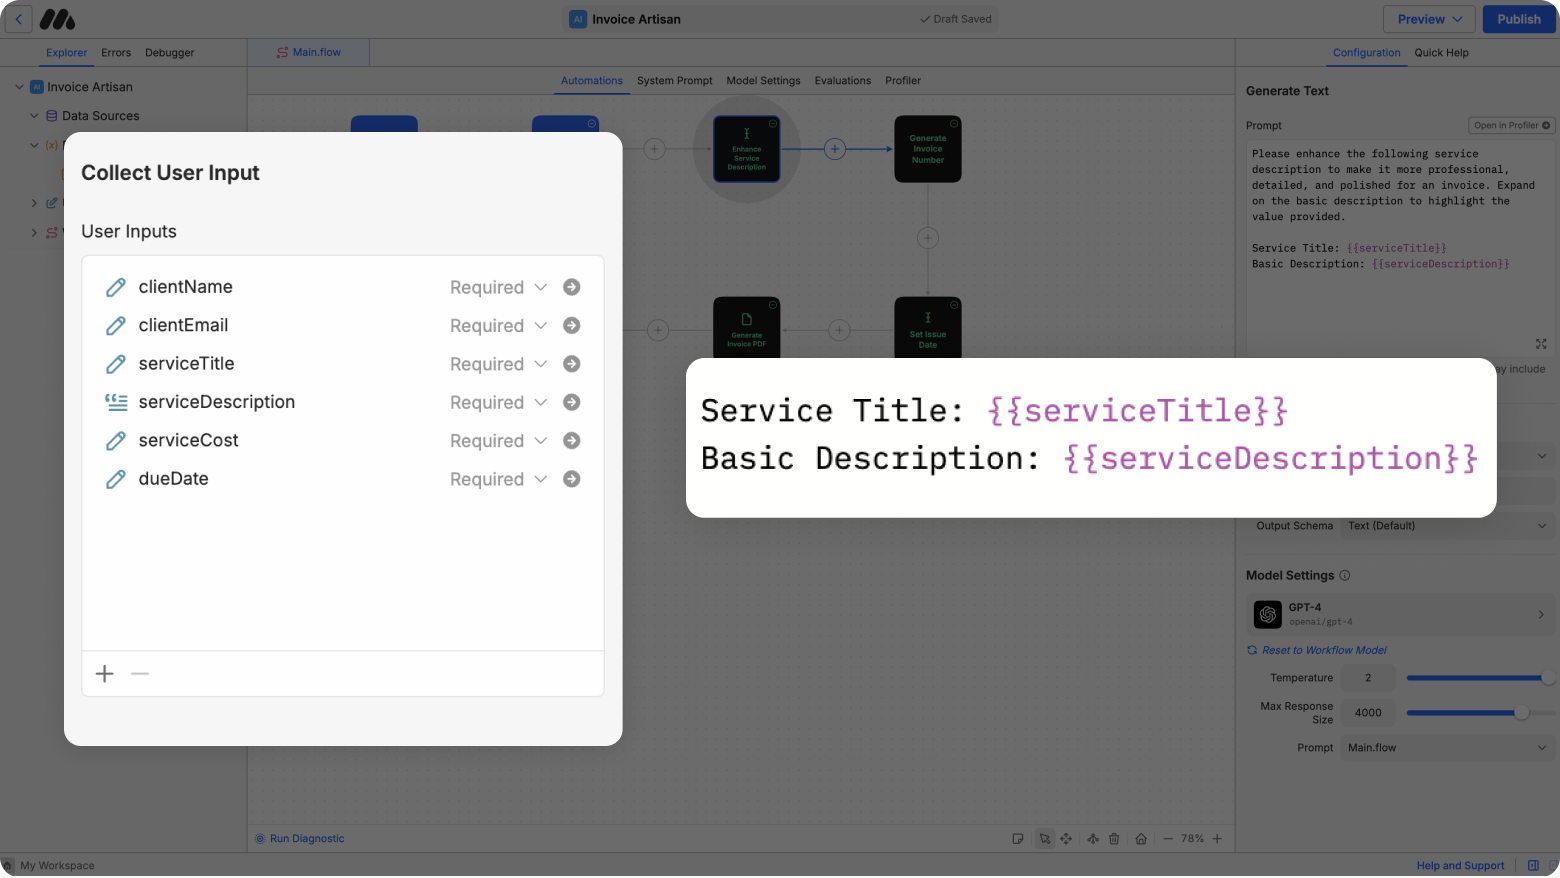 AI Invoice Artisan
Draft Saved
Preview
Publish
Explorer
Errors
Debugger
Main.flow
Configuration
Quick Help
AI Invoice Artisan
Data Sources
Automations
System Prompt
Model Settings
Evaluations
Profiler
Enhance
Service
Description
Generate
Invoice
Number
Generate
Invoice PDF
Set Issue
Date
Collect User Input
User Inputs
clientName Required
clientEmail Required
serviceTitle Required
serviceDescription Required
serviceCost Required
dueDate Required
Service Title: {{serviceTitle}}
Basic Description: {{serviceDescription}}
Generate Text
Prompt
Open in Profiler
Please enhance the following service
description to make it more professional,
detailed, and polished for an invoice. Expand
on the basic description to highlight the
value provided.
Service Title: {{serviceTitle}}
Basic Description: {{serviceDescription}}
include
Output Schema Text (Default)
Model Settings
GPT-4
openai/gpt-4
Reset to Workflow Model
Temperature 2
Max Response
Size
4000
Prompt Main.flow
Run Diagnostic
78%
My Workspace
Help and Support